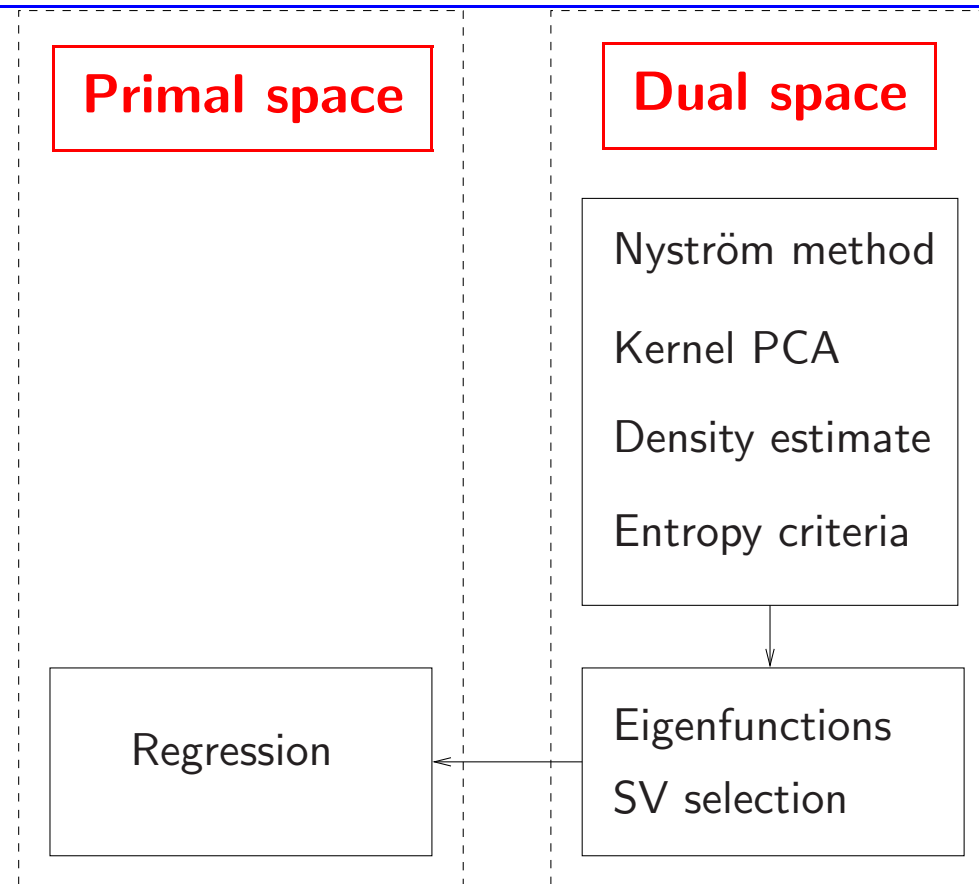 Primal space
Dual space
Nyström method
Kernel PCA
Density estimate
Entropy criteria
Regression
Eigenfunctions
SV selection